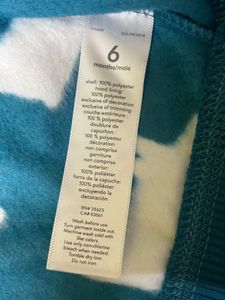 6
months/mois
shell: 100% polyester
hood lining:
100% polyester
exclusive of decoration
exclusive of trimming
couche extérieure
100 % polyester
doublure de
capuchon :
100 % polyester
décoration
non comprise
garniture
non comprise
exterior:
100% poliéster
forro de la capucha:
100% poliéster
excluyendo la
decoración
RN# 35623
CA# 53061
Wash before use
Turn garment inside out.
Machine wash cold with
like colors.
Use only non-chlorine
bleach when needed.
Tumble dry low.
Do not iron.